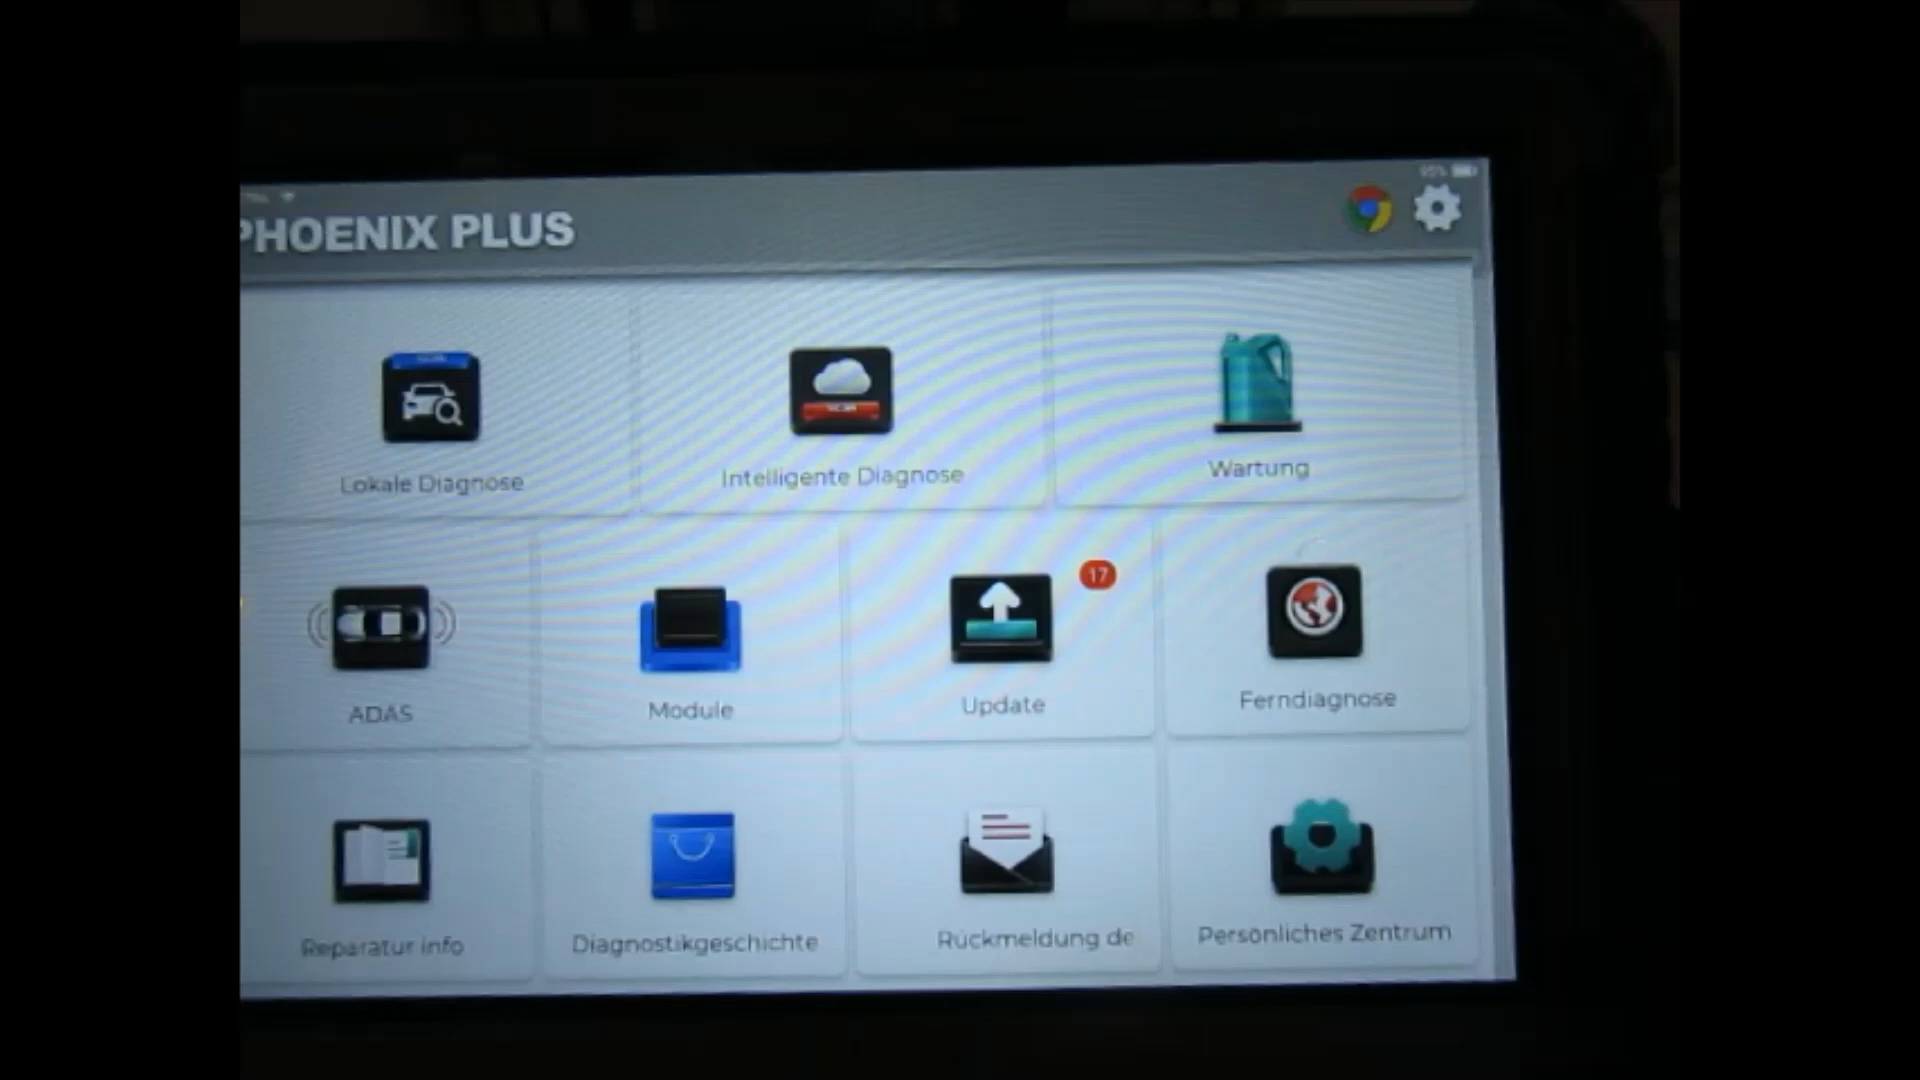 95%
PHOENIX PLUS
Lokale Diagnose
Intelligente Diagnose
Wartung
17
ADAS
Module
Update
Ferndiagnose
Reparatur info
Diagnostikgeschichte
Rückmeldung de
Persönliches Zentrum